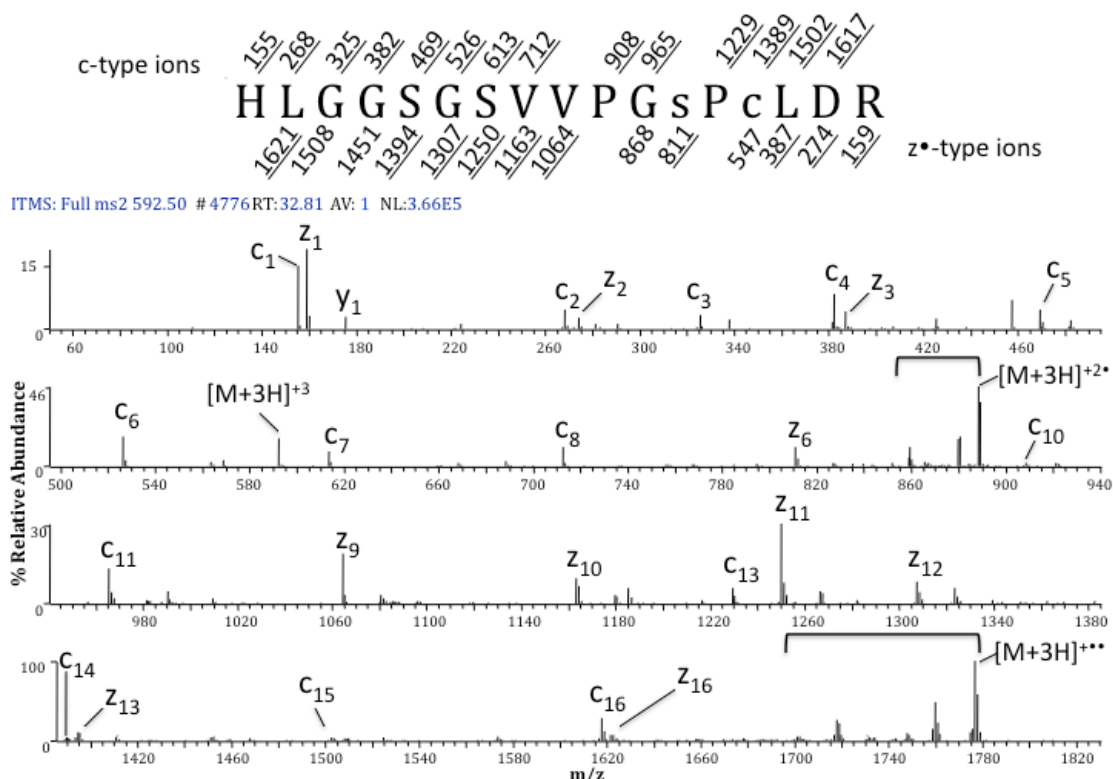 155 268 325 382 469 526 613 712 908 965 1229 1389 1502 1617
c-type ions
H L G G S G S V V P G s P c L D R
1621 1508 1451 1394 1307 1250 1163 1064 868 811 547 387 274 159
z•-type ions
ITMS: Full ms2 592.50 # 4776 RT: 32.81 AV: 1 NL:3.66E5
c1 z1 y1 c2 z2 c3 c4 z3 c5
15
0
60 100 140 180 220 260 300 340 380 420 460
[M+3H]+3 [M+3H]+2•
46
c6 c7 c8 z6 c10
0
500 540 580 620 660 700 740 780 820 860 900 940
% Relative Abundance
30
c11 z9 z10 c13 z11 z12
0
980 1020 1060 1100 1140 1180 1220 1260 1300 1340 1380
100
c14 z13 c15 c16 z16 [M+3H]+••
0
1420 1460 1500 1540 1580 1620 1660 1700 1740 1780 1820
m/z